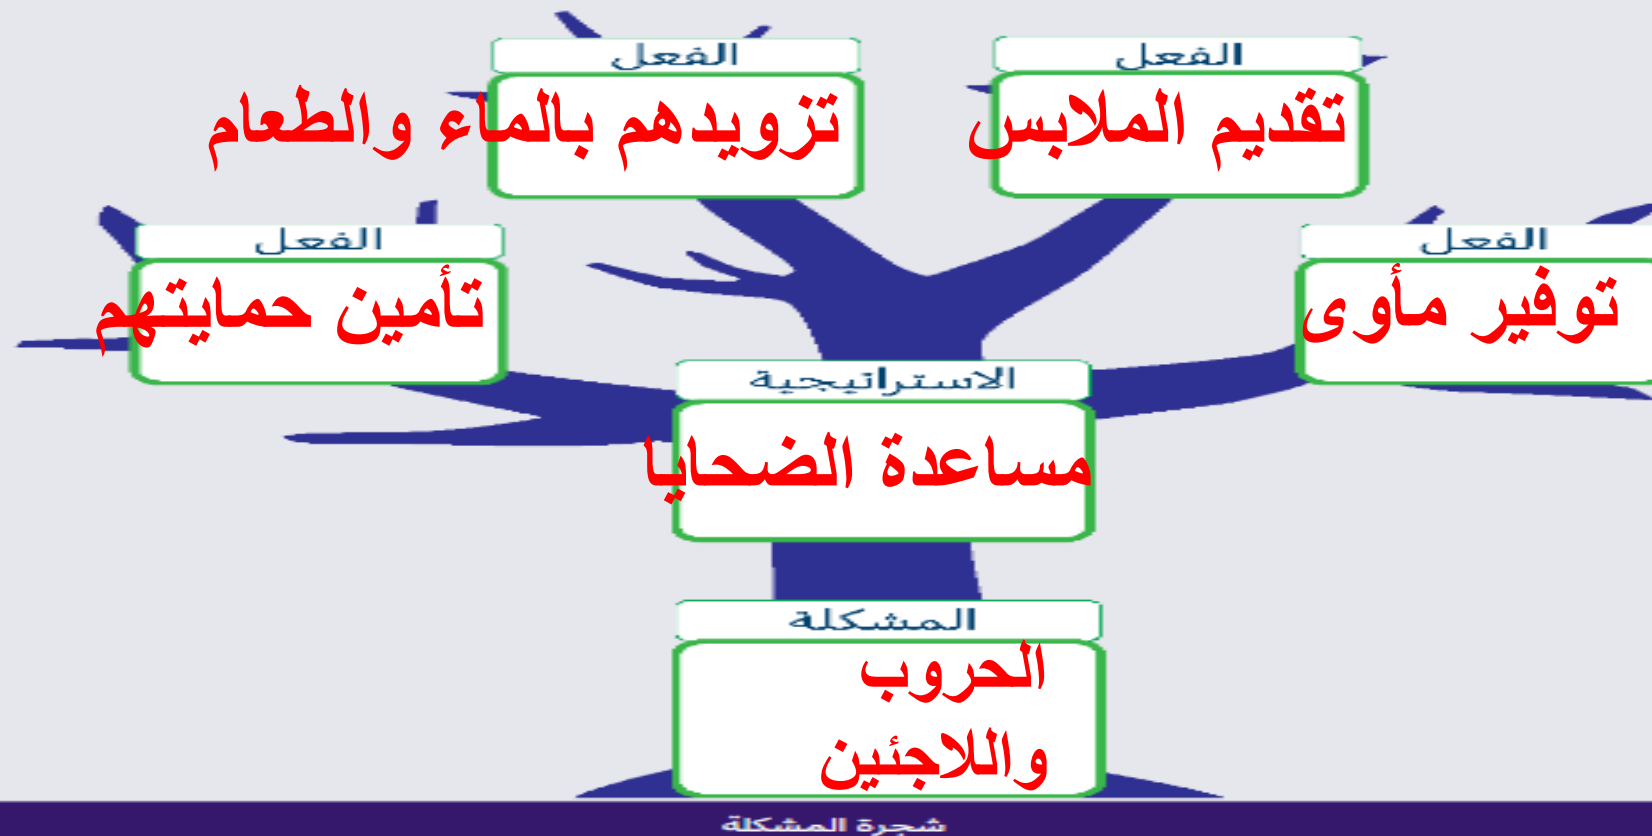 الفعل
تقديم الملابس
الفعل
تزويدهم بالماء والطعام
الفعل
توفير مأوى
الفعل
تأمين حمايتهم
الاستراتيجية
مساعدة الضحايا
المشكلة
الحروب
واللاجئين
شجرة المشكلة